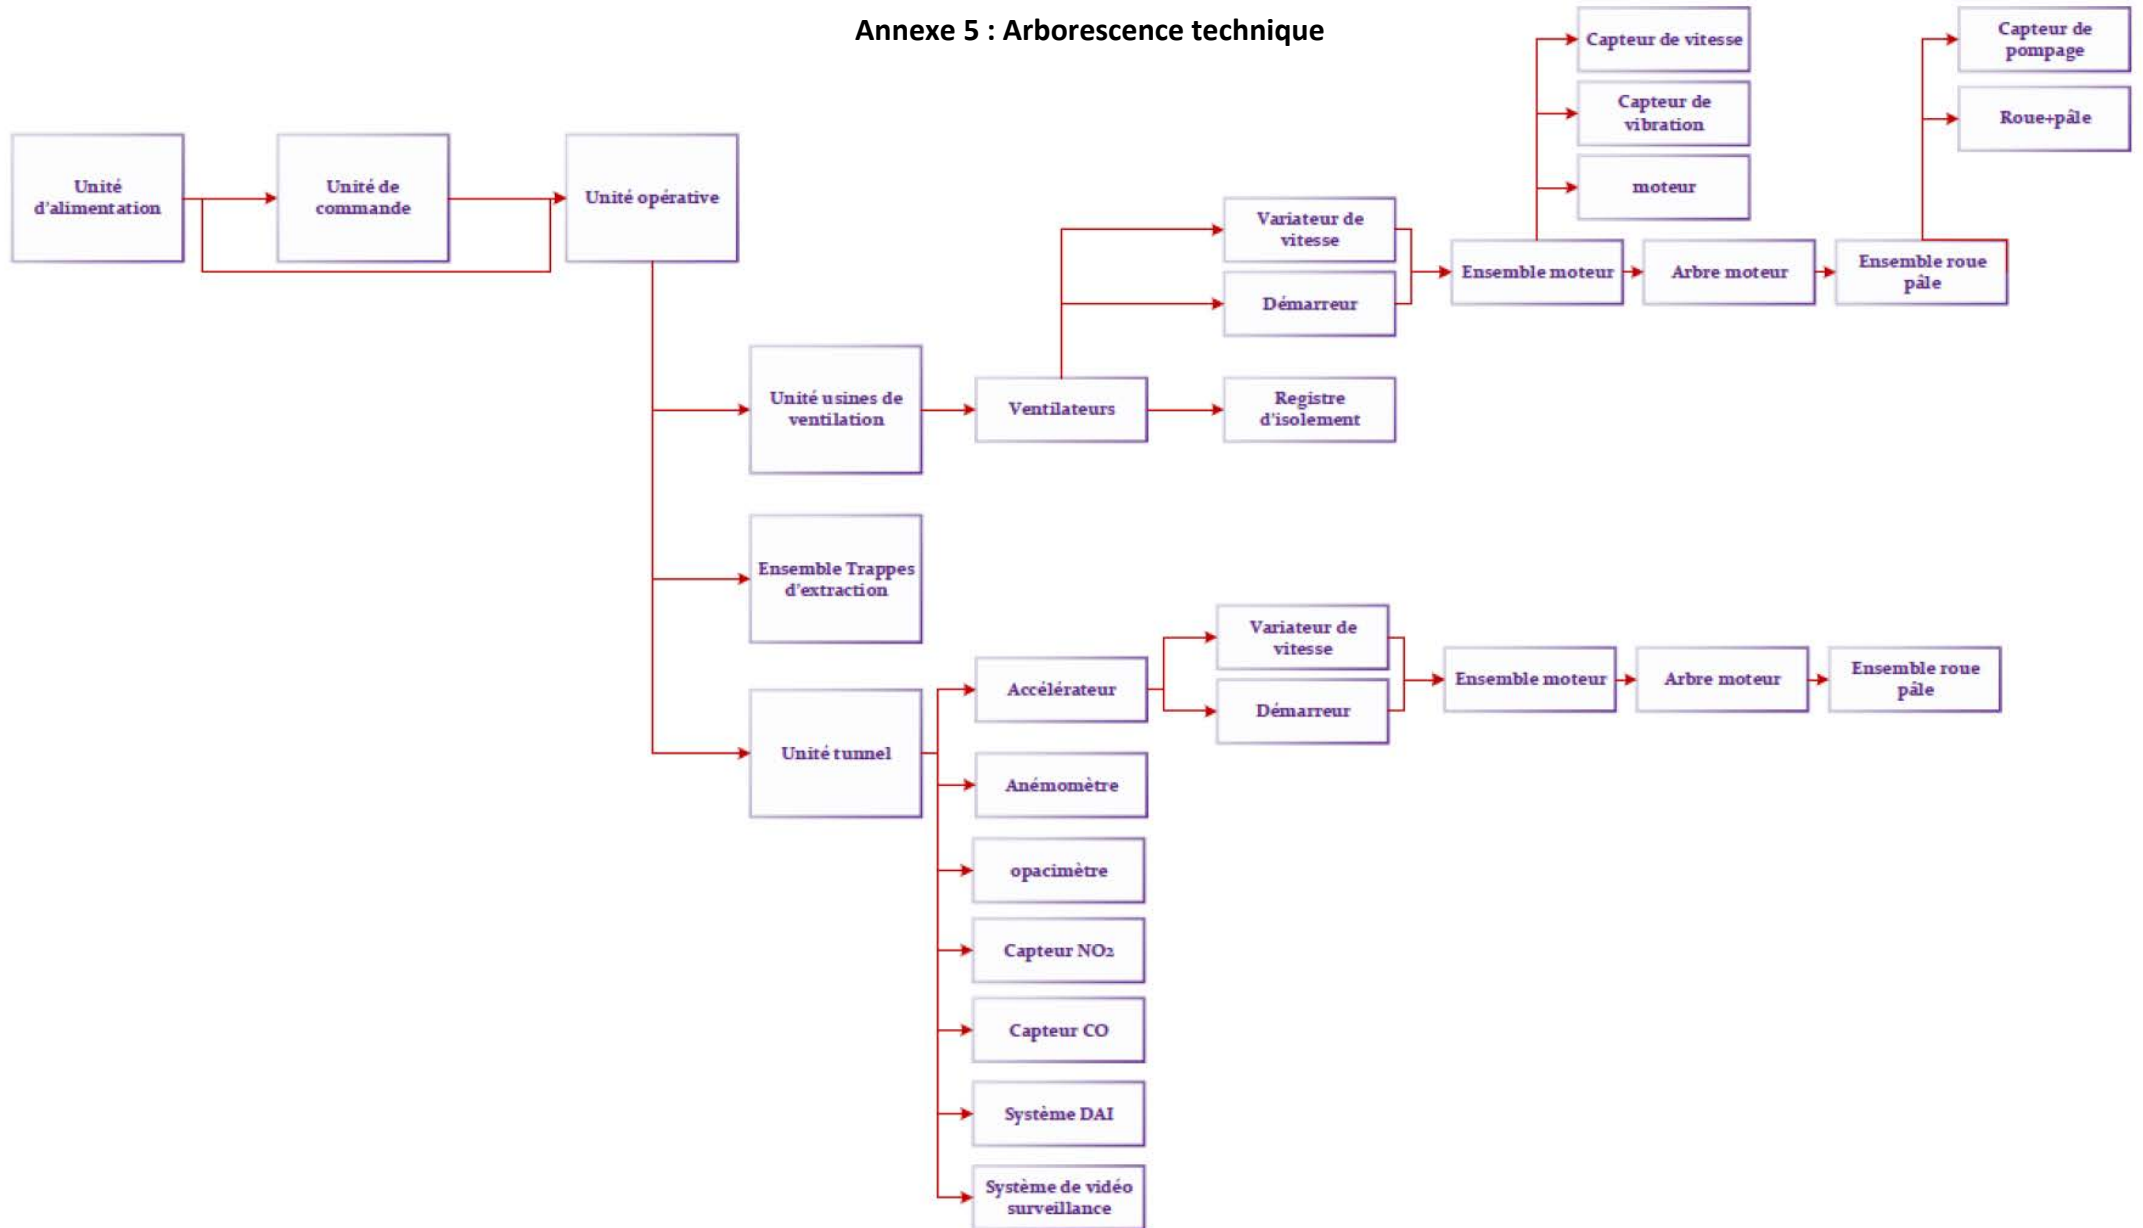 Annexe 5 : Arborescence technique
Capteur de vitesse
Capteur de
vibration
moteur
Capteur de
pompage
Roue+pâle
Unité
d'alimentation
Unité de
commande
Unité opérative
Variateur de
vitesse
Démarreur
Ensemble moteur
Arbre moteur
Ensemble roue
pâle
Unité usines de
ventilation
Ventilateurs
Registre
d'isolement
Ensemble Trappes
d'extraction
Unité tunnel
Accélérateur
Variateur de
vitesse
Démarreur
Ensemble moteur
Arbre moteur
Ensemble roue
pâle
Anémomètre
opacimètre
Capteur NO2
Capteur CO
Système DAI
Système de vidéo
surveillance